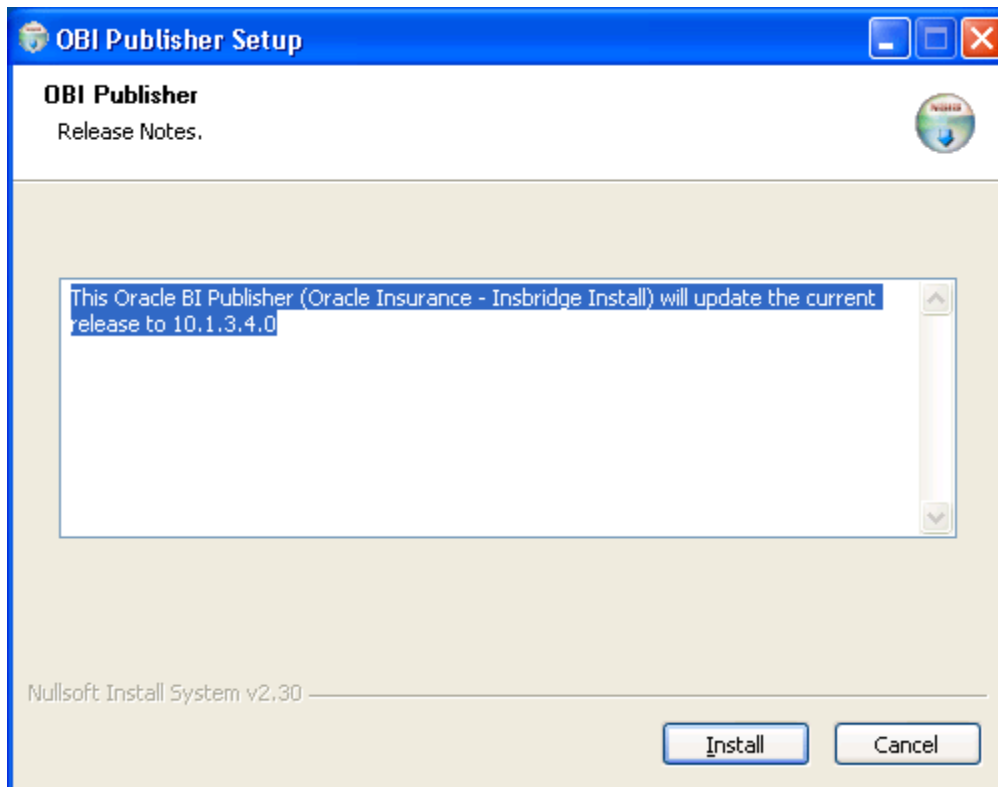 OBI Publisher Setup
OBI Publisher
Release Notes.
This Oracle BI Publisher (Oracle Insurance - Insbridge Install) will update the current
release to 10.1.3.4.0
Nullsoft Install System v2.30
Install
Cancel